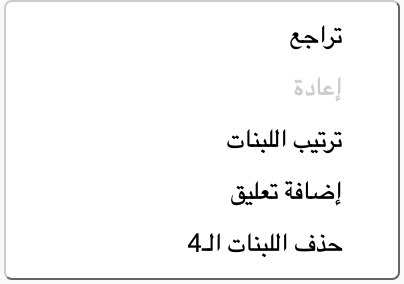 تراجع
إعادة
ترتيب اللبنات
إضافة تعليق
حذف اللبنات الـ4